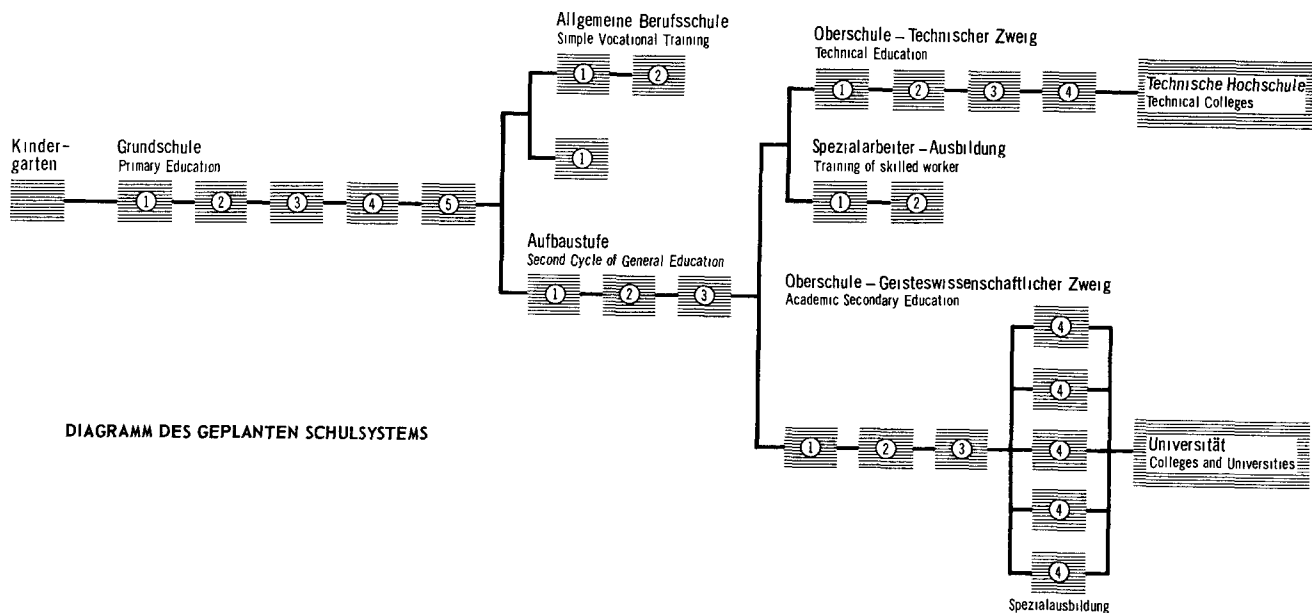 Kinder-
garten
Grundschule
Primary Education
1 2 3 4 5
Allgemeine Berufsschule
Simple Vocational Training
1 2
1
Aufbaustufe
Second Cycle of General Education
1 2 3
Oberschule – Technischer Zweig
Technical Education
1 2 3 4
Technische Hochschule
Technical Colleges
Spezialarbeiter – Ausbildung
Training of skilled worker
1 2
Oberschule – Geisteswissenschaftlicher Zweig
Academic Secondary Education
1 2 3
4
4
4
4
4
Spezialausbildung
Universität
Colleges and Universities
DIAGRAMM DES GEPLANTEN SCHULSYSTEMS